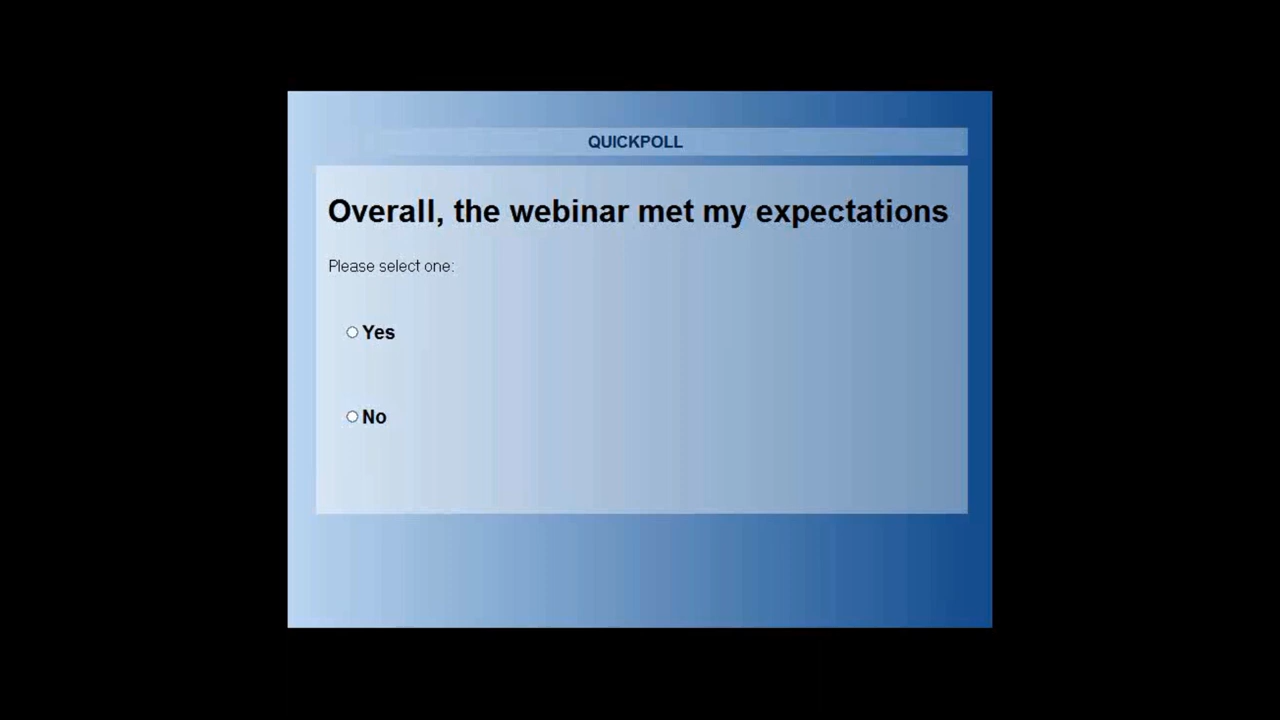 QUICKPOLL
Overall, the webinar met my expectations
Please select one:
Yes
No